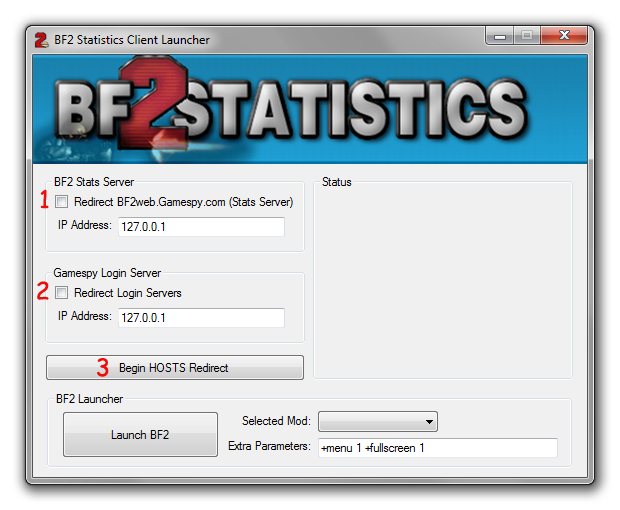 BF2 Statistics Client Launcher
BF2STATISTICS
BF2 Stats Server
1 Redirect BF2web.Gamespy.com (Stats Server)
IP Address: 127.0.0.1
Gamespy Login Server
2 Redirect Login Servers
IP Address: 127.0.0.1
3 Begin HOSTS Redirect
Status
BF2 Launcher
Launch BF2
Selected Mod:
Extra Parameters: +menu 1 +fullscreen 1